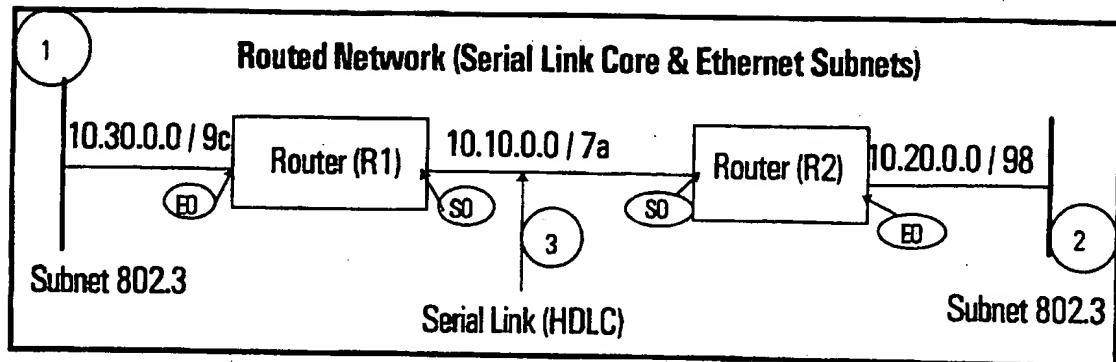 1
Routed Network (Serial Link Core & Ethernet Subnets)
10.30.0.0 / 9c
Router (R1)
10.10.0.0 / 7a
Router (R2)
10.20.0.0 / 98
E0
S0
S0
E0
3
2
Subnet 802.3
Serial Link (HDLC)
Subnet 802.3